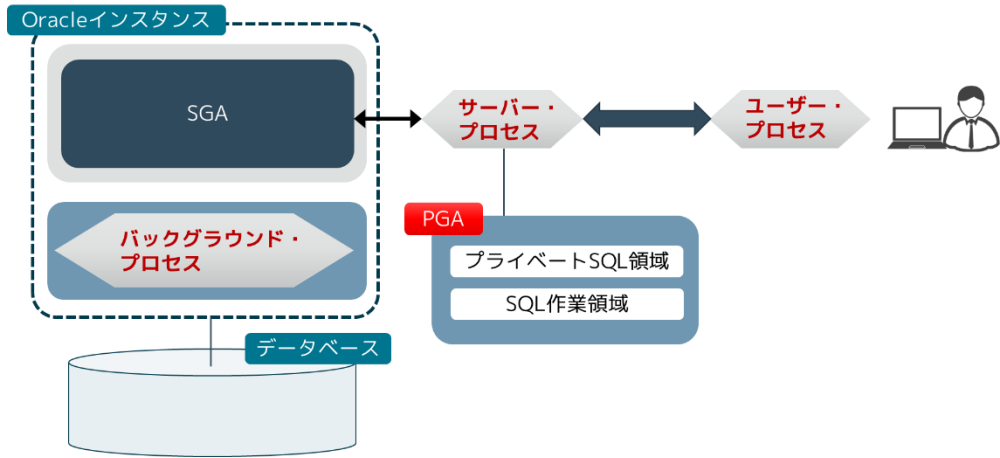 Oracleインスタンス
SGA
サーバー・
プロセス
ユーザー・
プロセス
バックグラウンド・
プロセス
PGA
プライベートSQL領域
SQL作業領域
データベース